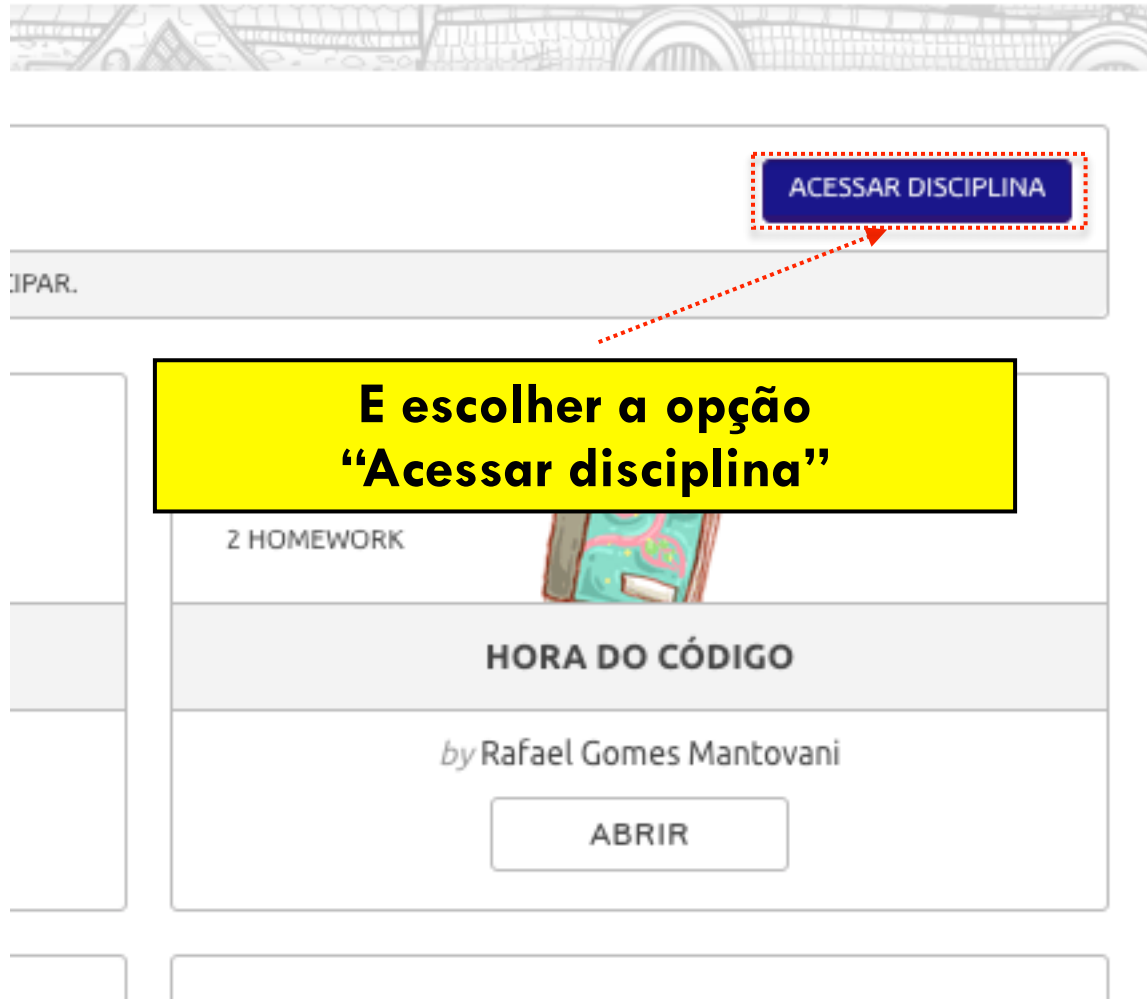 ACESSAR DISCIPLINA
IPAR.
E escolher a opção
“Acessar disciplina”
2 HOMEWORK
HORA DO CÓDIGO
by Rafael Gomes Mantovani
ABRIR